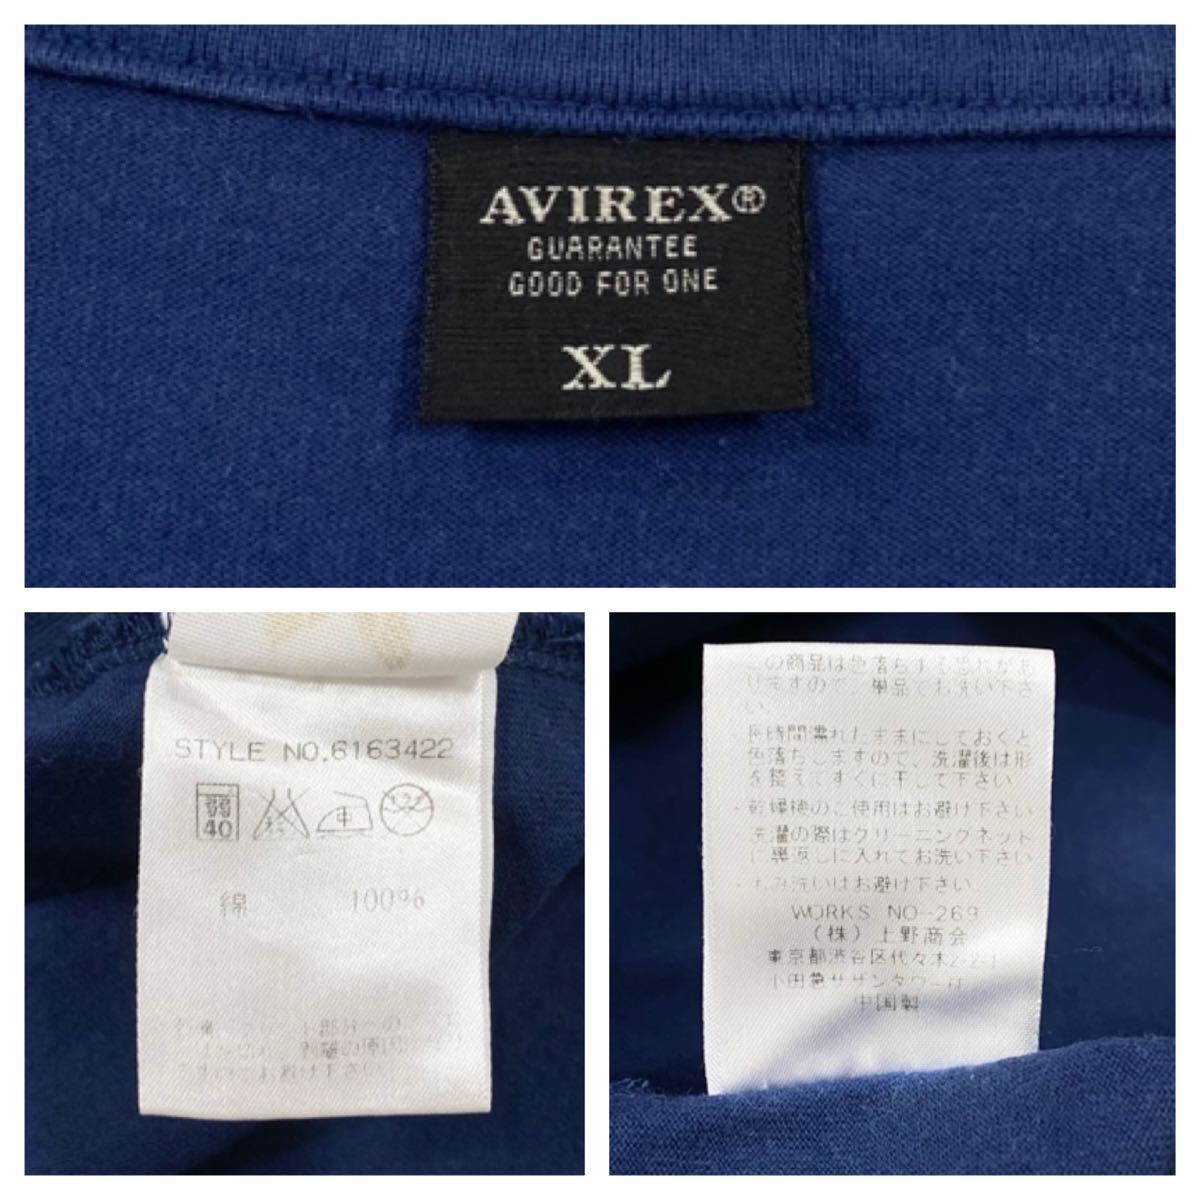 AVIREX®
GUARANTEE
GOOD FOR ONE
XL
STYLE NO.6163422
弱
40
中
綿 100%
この商品は色落ちする恐れがあ
りますので、単品でお洗い下さ
い。
長時間濡れたままにしておくと
色落ちしますので、洗濯後は形
を整えてすぐに干して下さい
・乾燥機のご使用はお避け下さい
・洗濯の際はクリーニングネット
に裏返しに入れてお洗い下さい
・もみ洗いはお避け下さい。
WORKS NO-269
(株)上野商会
東京都渋谷区代々木2-2-1
小田急サザンタワー
中国製